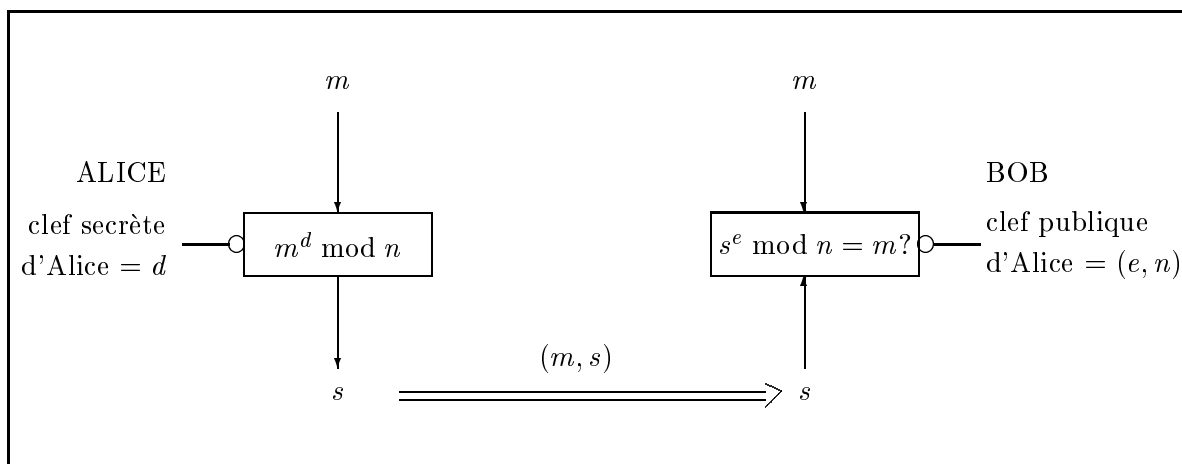 m
m
ALICE
BOB
clef secrète
d'Alice = d
m^d mod n
s^e mod n = m?
clef publique
d'Alice = (e, n)
(m, s)
s
s